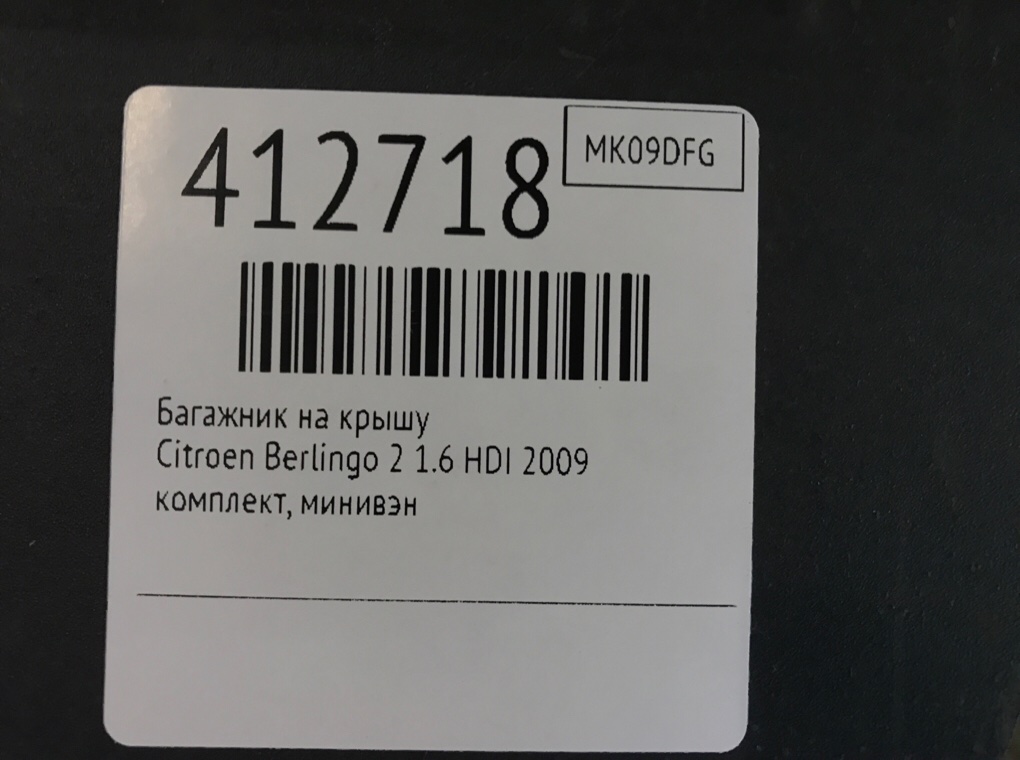 412718
MK09DFG
Багажник на крышу
Citroen Berlingo 2 1.6 HDI 2009
комплект, минивэн